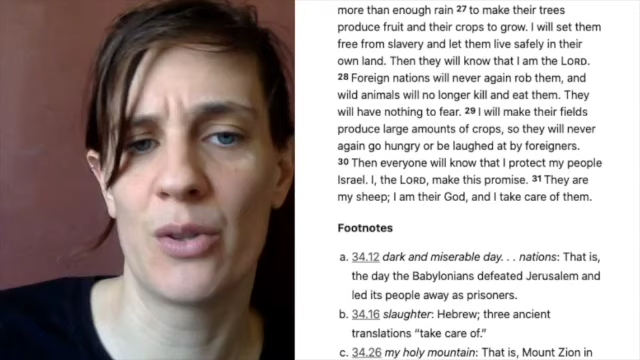 more than enough rain 27 to make their trees
produce fruit and their crops to grow. I will set them
free from slavery and let them live safely in their
own land. Then they will know that I am the LORD.
28 Foreign nations will never again rob them, and
wild animals will no longer kill and eat them. They
will have nothing to fear. 29 I will make their fields
produce large amounts of crops, so they will never
again go hungry or be laughed at by foreigners.
30 Then everyone will know that I protect my people
Israel. I, the LORD, make this promise. 31 They are
my sheep; I am their God, and I take care of them.
Footnotes
a. 34.12 dark and miserable day. . . nations: That is,
the day the Babylonians defeated Jerusalem and
led its people away as prisoners.
b. 34.16 slaughter: Hebrew; three ancient
translations “take care of.”
c. 34.26 my holy mountain: That is, Mount Zion in